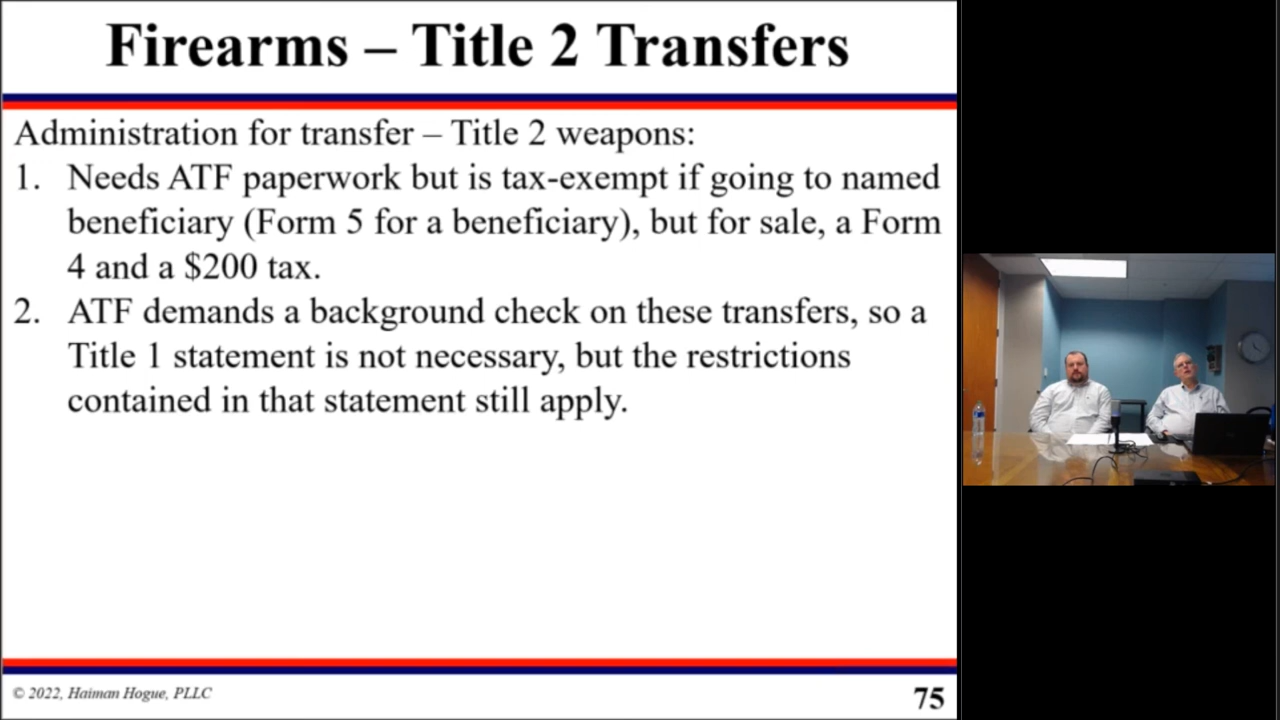 Firearms – Title 2 Transfers
Administration for transfer – Title 2 weapons:
1. Needs ATF paperwork but is tax-exempt if going to named
beneficiary (Form 5 for a beneficiary), but for sale, a Form
4 and a $200 tax.
2. ATF demands a background check on these transfers, so a
Title 1 statement is not necessary, but the restrictions
contained in that statement still apply.
© 2022, Haiman Hogue, PLLC
75